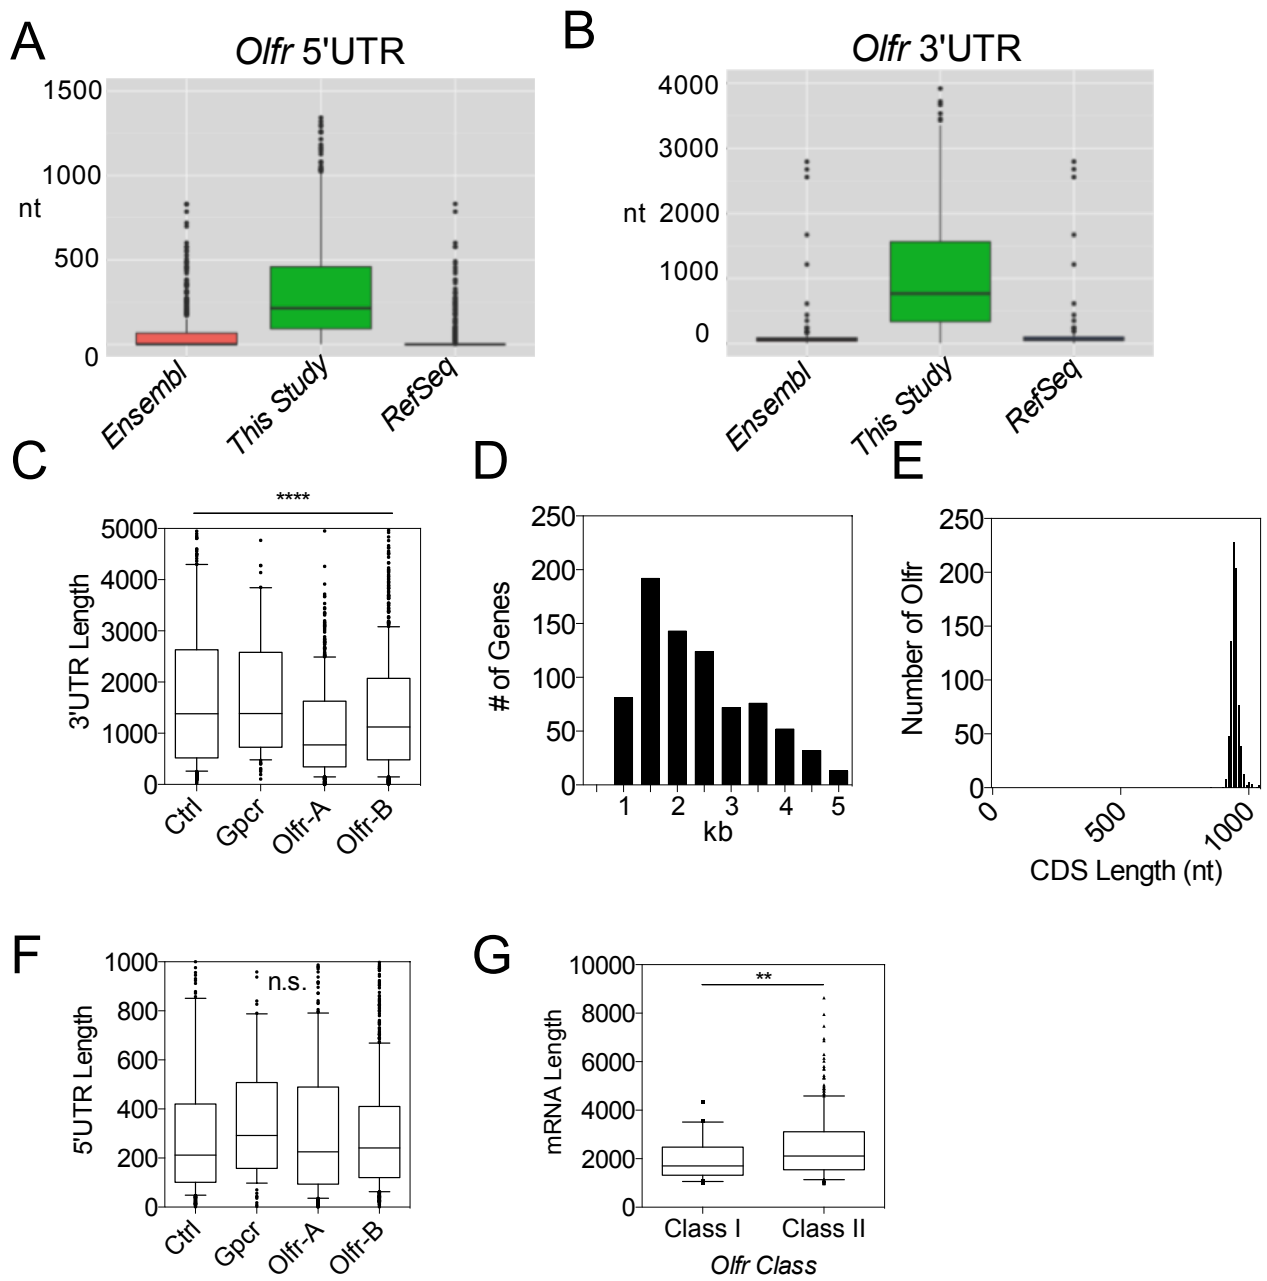 A
Olfr 5'UTR
1500
1000
nt
500
0
Ensembl
This Study
RefSeq
B
Olfr 3'UTR
4000
3000
nt
2000
1000
0
Ensembl
This Study
RefSeq
C
****
5000
4000
3000
2000
1000
0
3'UTR Length
Ctrl
Gpcr
Olfr-A
Olfr-B
D
250
200
150
100
50
0
# of Genes
1 2 3 4 5
kb
E
250
200
150
100
50
0
Number of Olfr
0 500 1000
CDS Length (nt)
F
n.s.
1000
800
600
400
200
0
5'UTR Length
Ctrl
Gpcr
Olfr-A
Olfr-B
G
**
10000
8000
6000
4000
2000
0
mRNA Length
Class I Class II
Olfr Class